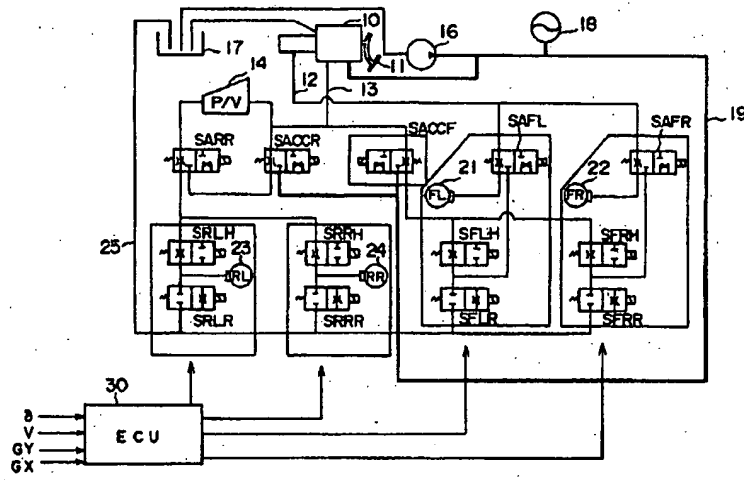 10
16
18
17
11
14
12
13
19
P/V
SARR
SACCR
SACCF
SAFL
SAFR
21
22
FL
FR
25
SRLH
23
SRRH
24
SFLH
SFRH
RL
RR
SRLR
SRRR
SFLR
SFRR
30
ECU
V
GY
GX